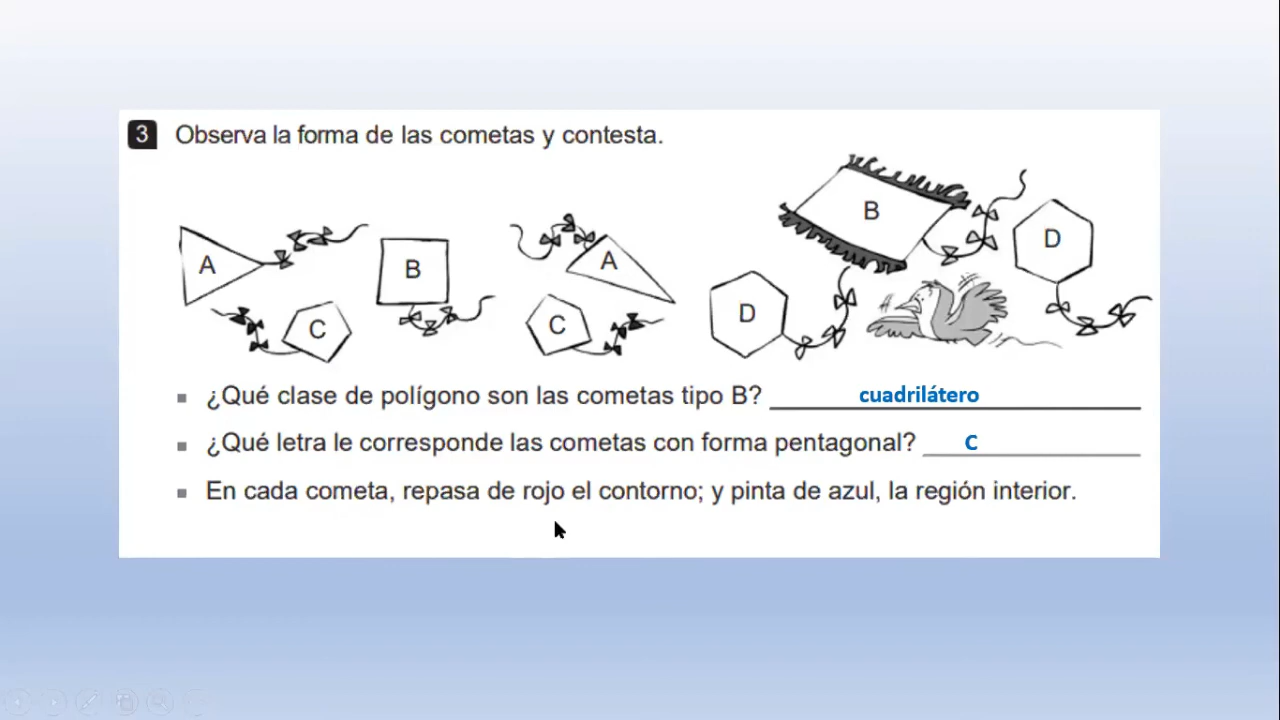 3 Observa la forma de las cometas y contesta.
A
B
A
B
D
C
C
D
¿Qué clase de polígono son las cometas tipo B? cuadrilátero
¿Qué letra le corresponde las cometas con forma pentagonal? C
En cada cometa, repasa de rojo el contorno; y pinta de azul, la región interior.